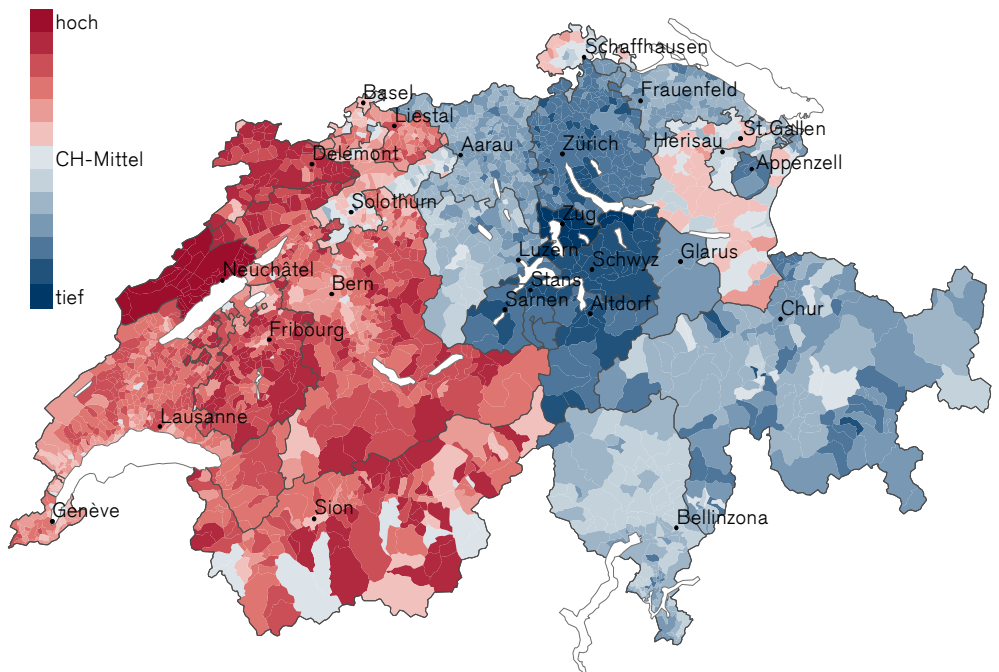 hoch
CH-Mittel
tief
Schaffhausen
Basel
Frauenfeld
Liestal
St.Gallen
Zürich
Herisau
Aarau
Delémont
Appenzell
Solothurn
Zug
Luzern
Glarus
Schwyz
Neuchâtel
Stans
Bern
Sarnen
Altdorf
Chur
Fribourg
Lausanne
Sion
Genève
Bellinzona